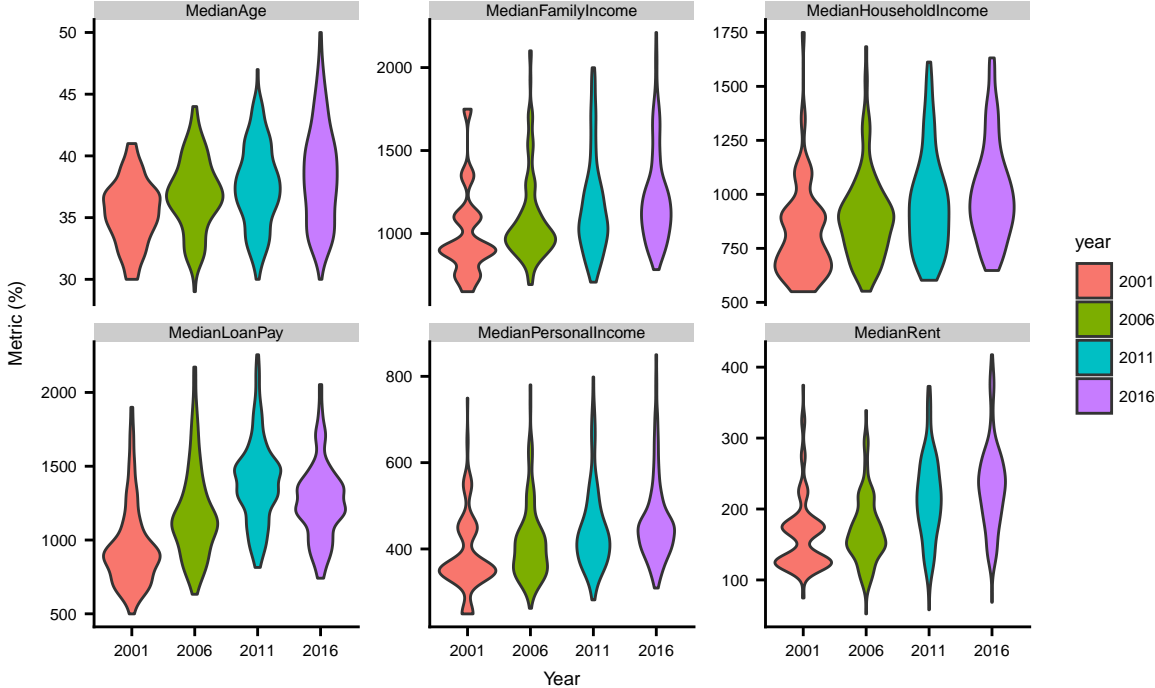 MedianAge
MedianFamilyIncome
MedianHouseholdIncome
50
45
40
35
30
2000
1500
1000
1750
1500
1250
1000
750
500
MedianLoanPay
MedianPersonalIncome
MedianRent
2000
1500
1000
500
800
600
400
400
300
200
100
2001 2006 2011 2016
2001 2006 2011 2016
2001 2006 2011 2016
Year
Metric (%)
year
2001
2006
2011
2016